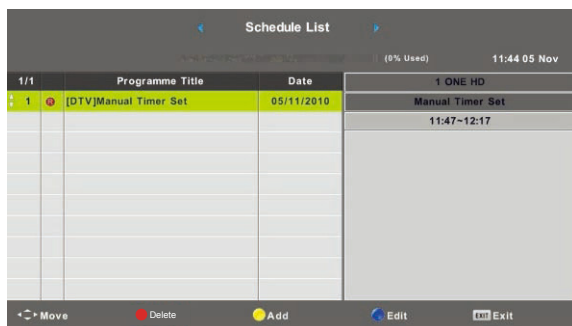 Schedule List
(0% Used) 11:44 05 Nov
1/1 Programme Title Date 1 ONE HD
1 R [DTV]Manual Timer Set 05/11/2010 Manual Timer Set
11:47~12:17
Move Delete Add Edit EXIT Exit